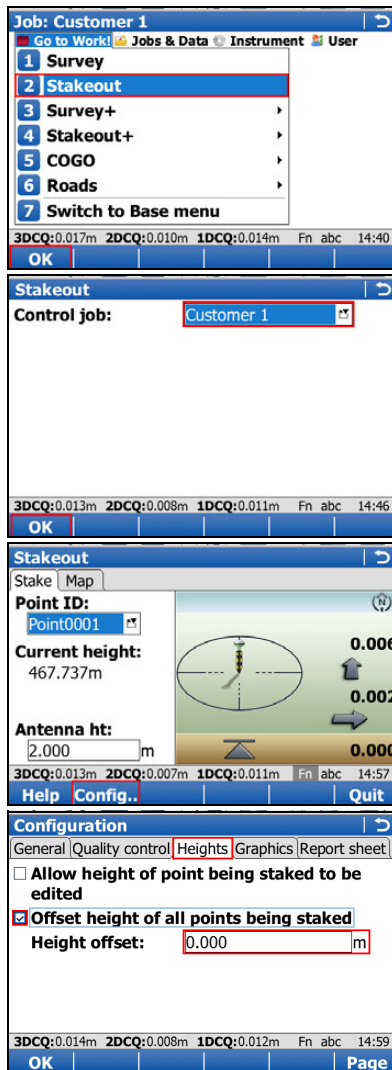 Job: Customer 1
Go to Work! Jobs & Data Instrument User
1 Survey
2 Stakeout
3 Survey+
4 Stakeout+
5 COGO
6 Roads
7 Switch to Base menu
3DCQ:0.017m 2DCQ:0.010m 1DCQ:0.014m Fn abc 14:40
OK
Stakeout
Control job: Customer 1
3DCQ:0.013m 2DCQ:0.008m 1DCQ:0.011m Fn abc 14:46
OK
Stakeout
Stake Map
Point ID:
N
Point0001
Current height: 0.006
467.737m
0.002
Antenna ht:
2.000 m 0.000
3DCQ:0.013m 2DCQ:0.007m 1DCQ:0.011m Fn abc 14:57
Help Config.. Quit
Configuration
General Quality control Heights Graphics Report sheet
Allow height of point being staked to be
edited
Offset height of all points being staked
Height offset: 0.000 m
3DCQ:0.014m 2DCQ:0.008m 1DCQ:0.012m Fn abc 14:59
OK Page